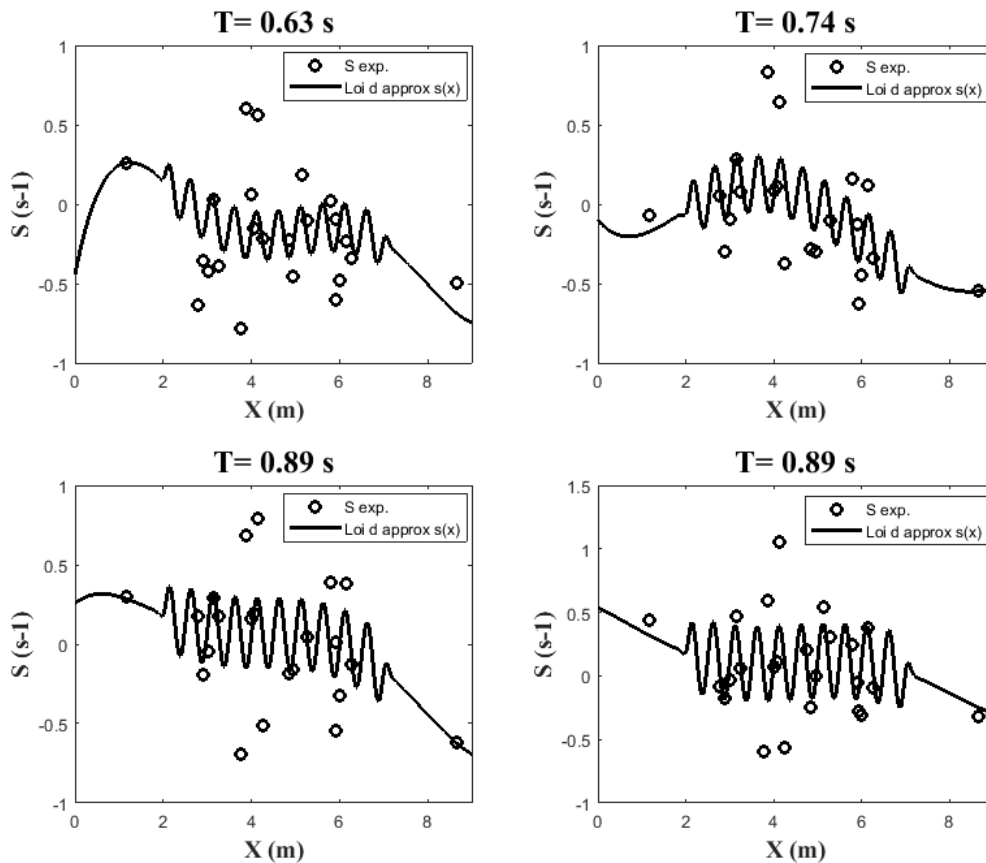 T= 0.63 s
1
0.5
0
-0.5
-1
S (s-1)
S exp.
Loi d approx s(x)
0 2 4 6 8
X (m)
T= 0.74 s
1
0.5
0
-0.5
-1
S (s-1)
S exp.
Loi d approx s(x)
0 2 4 6 8
X (m)
T= 0.89 s
1
0.5
0
-0.5
-1
S (s-1)
S exp.
Loi d approx s(x)
0 2 4 6 8
X (m)
T= 0.89 s
1.5
1
0.5
0
-0.5
-1
S (s-1)
S exp.
Loi d approx s(x)
0 2 4 6 8
X (m)